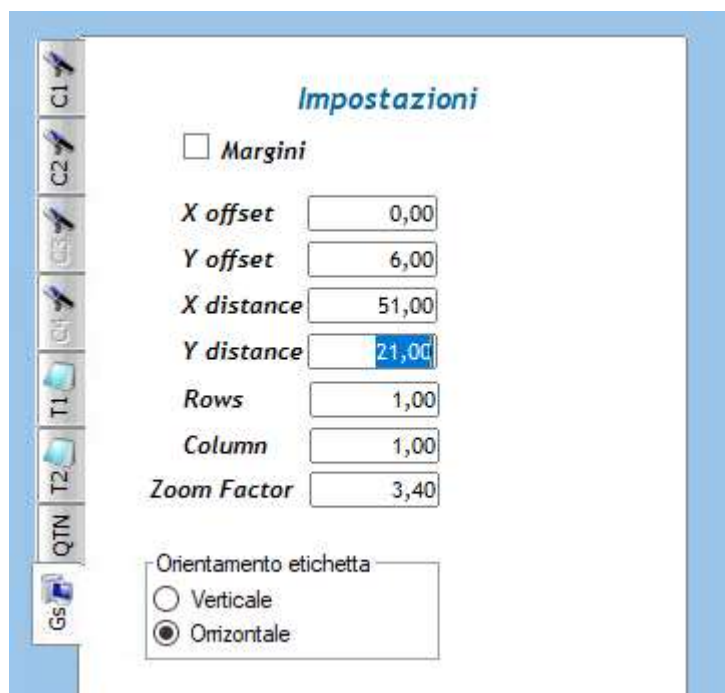 Impostazioni
Margini
X offset 0,00
Y offset 6,00
X distance 51,00
Y distance 21,00
Rows 1,00
Column 1,00
Zoom Factor 3,40
Orientamento etichetta
Verticale
Orrizontale
C1
C2
C3
C4
T1
T2
QTN
Gs